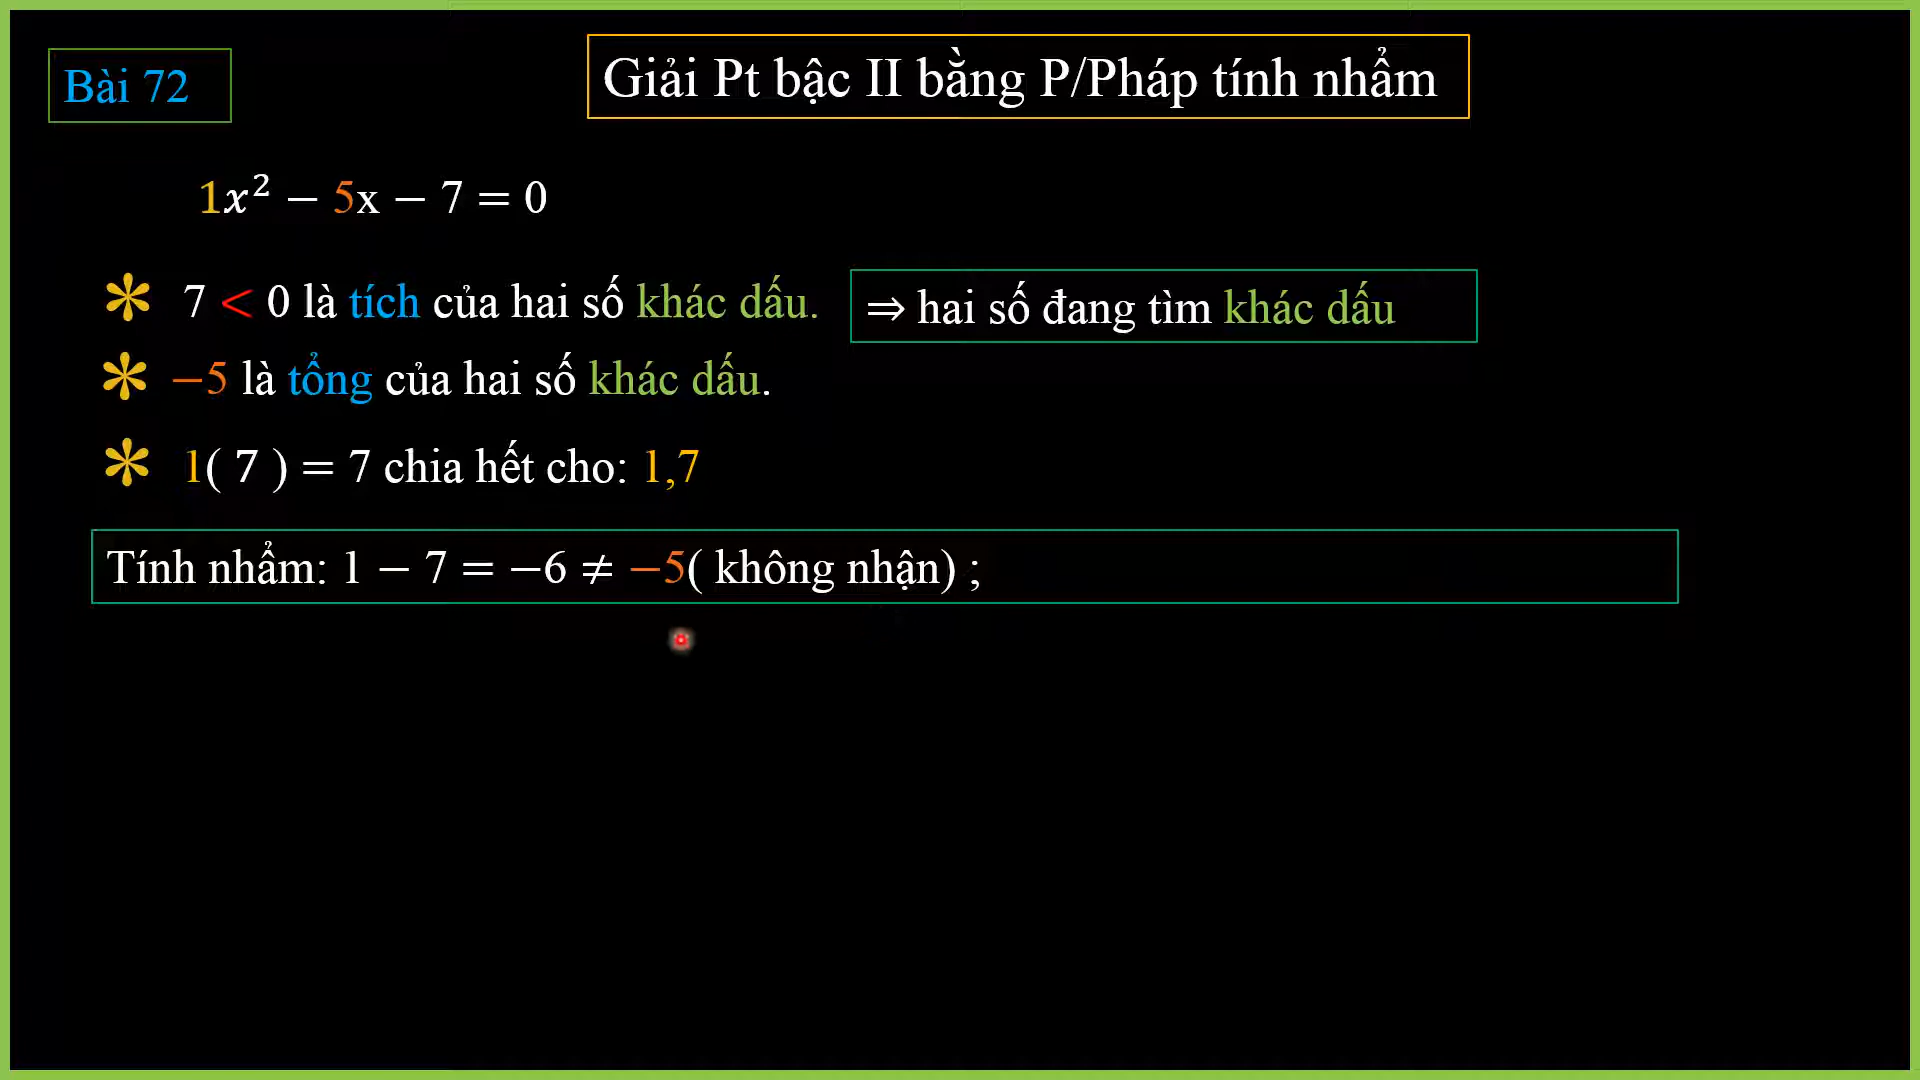 Bài 72
Giải Pt bậc II bằng P/Pháp tính nhẩm
1x² − 5x − 7 = 0
* 7 < 0 là tích của hai số khác dấu.
⇒ hai số đang tìm khác dấu
* −5 là tổng của hai số khác dấu.
* 1( 7 ) = 7 chia hết cho: 1,7
Tính nhẩm: 1 − 7 = −6 ≠ −5( không nhận) ;